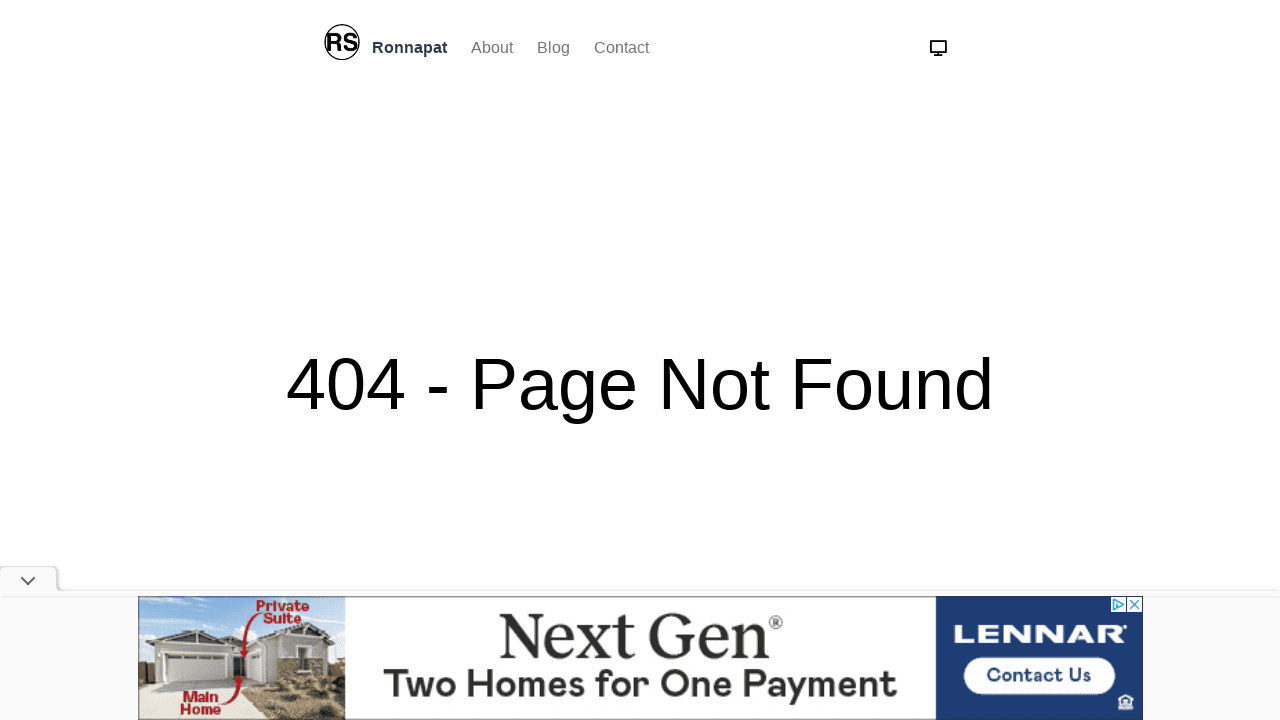 RS Ronnapat About Blog Contact
404 - Page Not Found
Private
Suite
Main
Home
Next Gen®
Two Homes for One Payment
LENNAR®
Contact Us